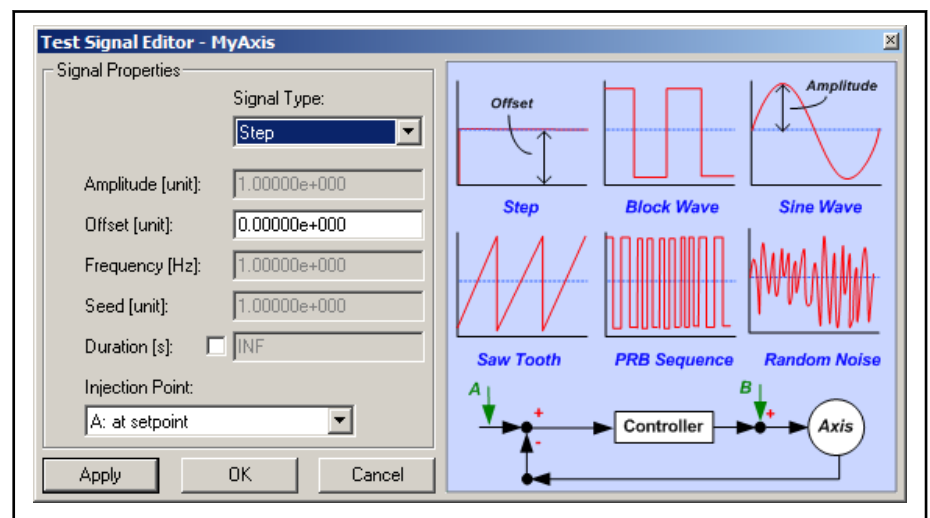 Test Signal Editor - MyAxis
Signal Properties
Signal Type:
Step
Amplitude [unit]: 1.00000e+000
Offset [unit]: 0.00000e+000
Frequency [Hz]: 1.00000e+000
Seed [unit]: 1.00000e+000
Duration [s]: INF
Injection Point:
A: at setpoint
Apply OK Cancel
Offset
Amplitude
Step Block Wave Sine Wave
Saw Tooth PRB Sequence Random Noise
A B
+ +
Controller Axis
-